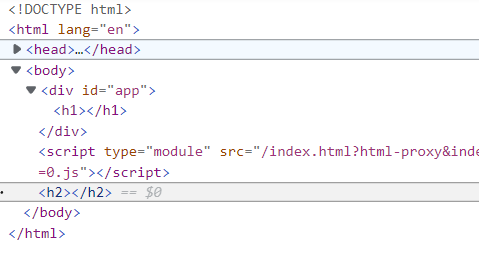 <!DOCTYPE html>
<html lang="en">
<head>…</head>
<body>
<div id="app">
<h1></h1>
</div>
<script type="module" src="/index.html?html-proxy&inde
=0.js"></script>
<h2></h2> == $0
</body>
</html>